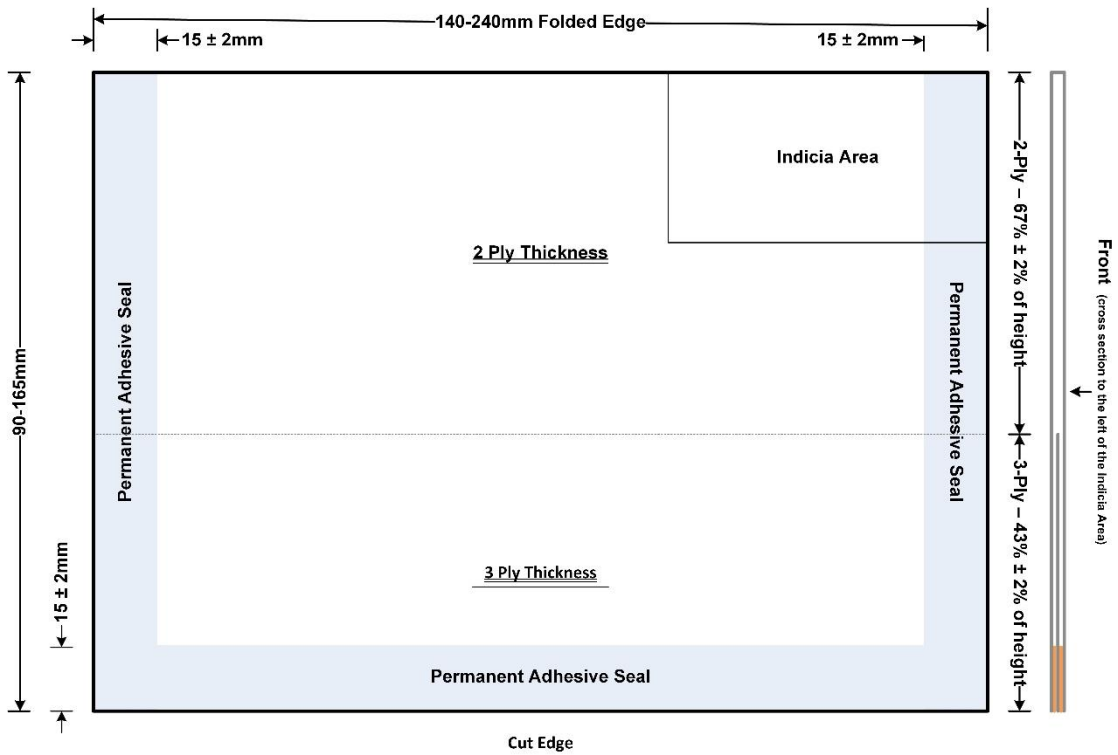 140-240mm Folded Edge
15 ± 2mm
15 ± 2mm
Indicia Area
2 Ply Thickness
Permanent Adhesive Seal
Permanent Adhesive Seal
90-165mm
2-Ply – 67% ± 2% of height
Front (cross section to the left of the Indicia Area)
3-Ply – 43% ± 2% of height
3 Ply Thickness
15 ± 2mm
Permanent Adhesive Seal
Cut Edge